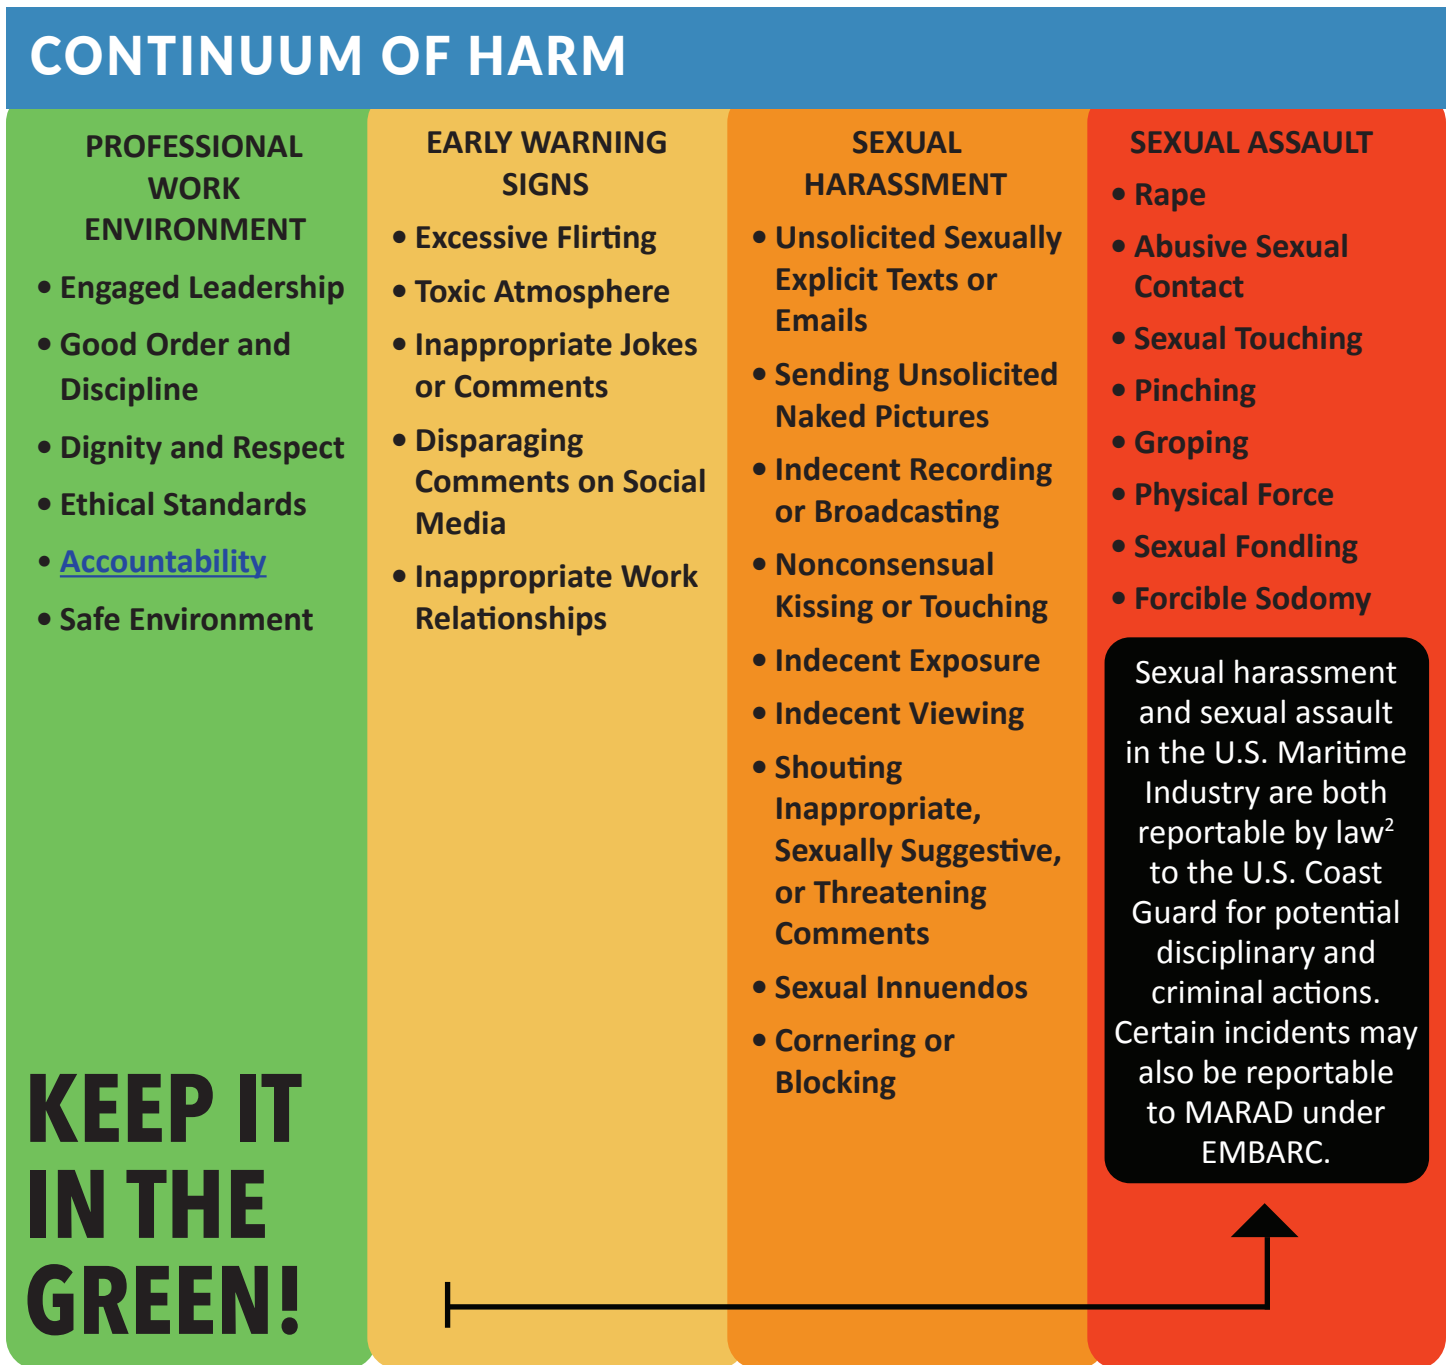 CONTINUUM OF HARM
PROFESSIONAL
WORK
ENVIRONMENT
• Engaged Leadership
• Good Order and
Discipline
• Dignity and Respect
• Ethical Standards
• Accountability
• Safe Environment
KEEP IT
IN THE
GREEN!
EARLY WARNING
SIGNS
• Excessive Flirting
• Toxic Atmosphere
• Inappropriate Jokes
or Comments
• Disparaging
Comments on Social
Media
• Inappropriate Work
Relationships
SEXUAL
HARASSMENT
• Unsolicited Sexually
Explicit Texts or
Emails
• Sending Unsolicited
Naked Pictures
• Indecent Recording
or Broadcasting
• Nonconsensual
Kissing or Touching
• Indecent Exposure
• Indecent Viewing
• Shouting
Inappropriate,
Sexually Suggestive,
or Threatening
Comments
• Sexual Innuendos
• Cornering or
Blocking
SEXUAL ASSAULT
• Rape
• Abusive Sexual
Contact
• Sexual Touching
• Pinching
• Groping
• Physical Force
• Sexual Fondling
• Forcible Sodomy
Sexual harassment
and sexual assault
in the U.S. Maritime
Industry are both
reportable by law²
to the U.S. Coast
Guard for potential
disciplinary and
criminal actions.
Certain incidents may
also be reportable
to MARAD under
EMBARC.